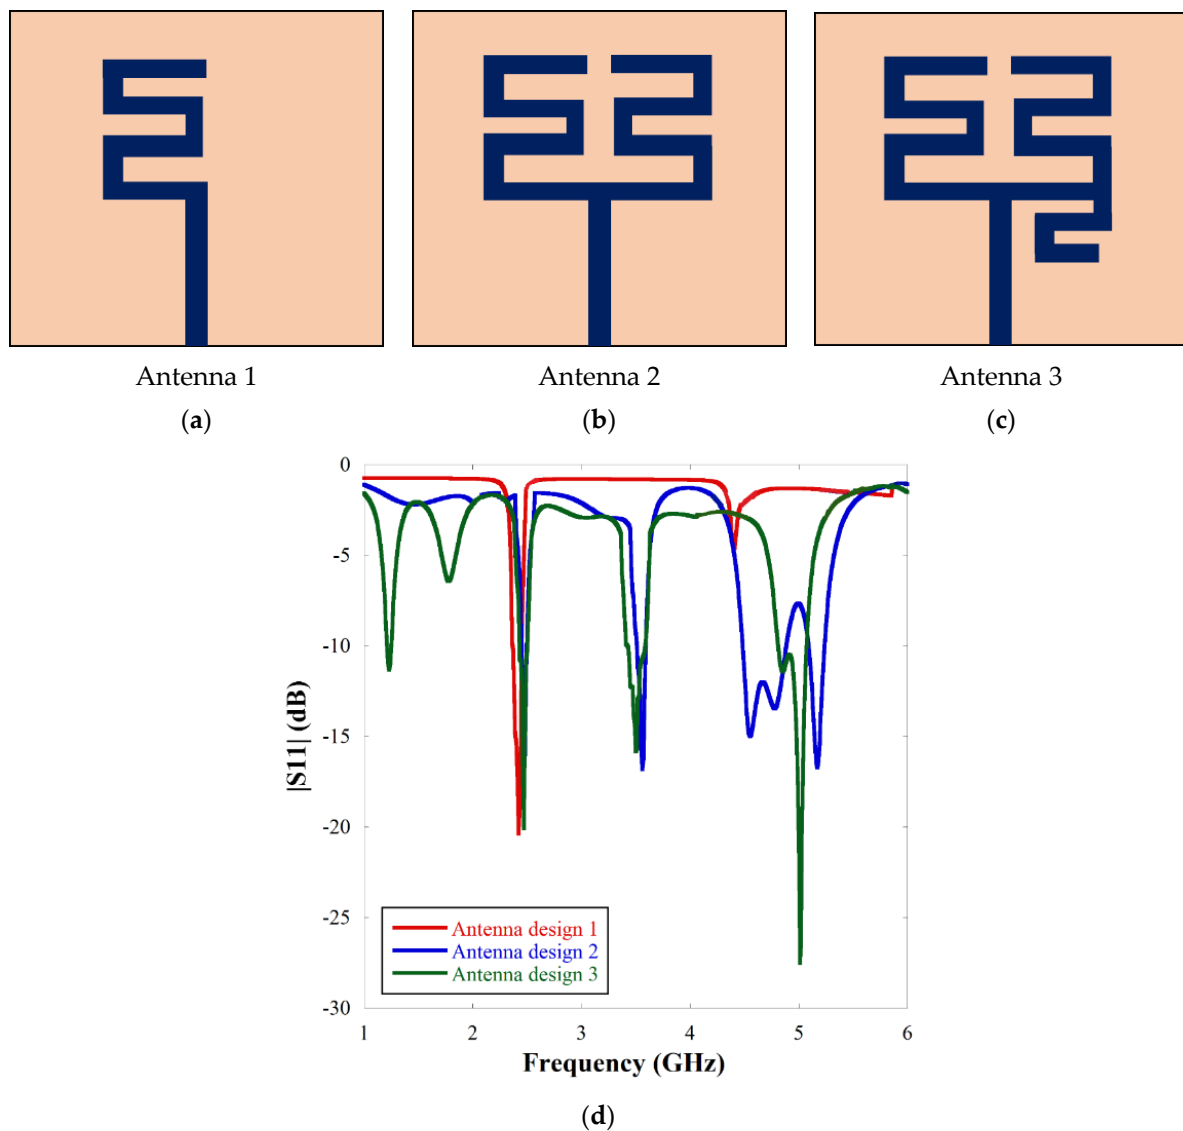 Antenna 1
Antenna 2
Antenna 3
(a)
(b)
(c)
0
-5
-10
-15
-20
-25
-30
|S11| (dB)
Antenna design 1
Antenna design 2
Antenna design 3
1
2
3
4
5
6
Frequency (GHz)
(d)